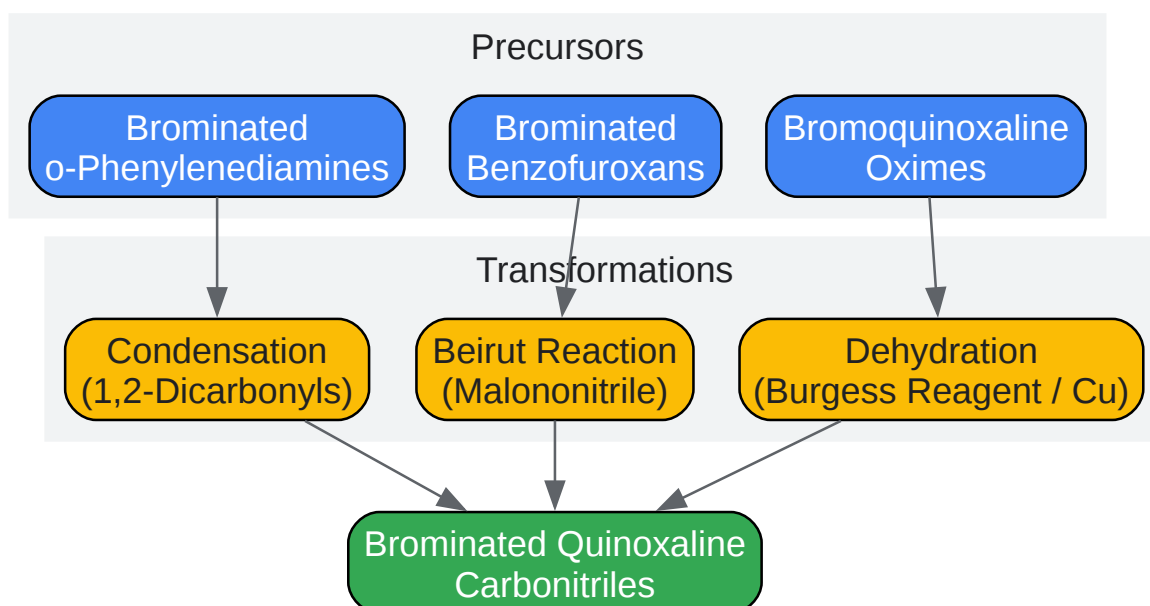 Precursors
Brominated
o-Phenylenediamines
Brominated
Benzofuroxans
Bromoquinoxaline
Oximes
Transformations
Condensation
(1,2-Dicarbonyls)
Beirut Reaction
(Malononitrile)
Dehydration
(Burgess Reagent / Cu)
Brominated Quinoxaline
Carbonitriles